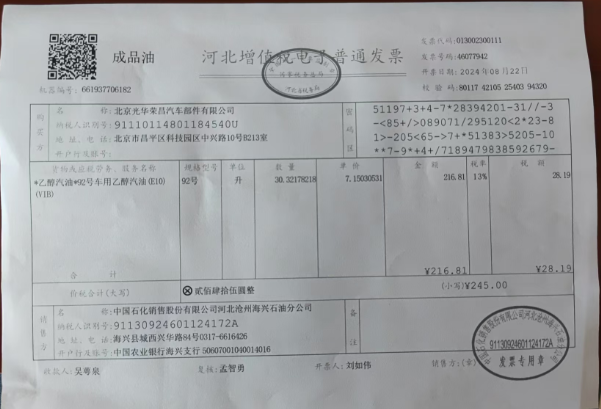 成品油
河北增值税电子普通发票
发票代码:013002300111
发票号码:46077942
开票日期:2024年08月22日
校验码:80117 42105 25403 94320
机器编号:661937706182
购买方
名称:北京光华荣昌汽车部件有限公司
纳税人识别号:91110114801184540U
地址、电话:北京市昌平区科技园区中兴路10号B213室
开户行及账号:
密码区
51197+3+4-7*28394201-31//-3
-<85+/>089071/295120<2*23-8
1>-205<65->7+*51383>5205-10
**7-9*+4+/7189479838592679-
货物或应税劳务、服务名称 规格型号 单位 数量 单价 金额 税率 税额
*乙醇汽油*92号车用乙醇汽油(E10) 92号 升 30.32178218 7.15030531 216.81 13% 28.19
(VIB)
合计 ¥216.81 ¥28.19
价税合计(大写) ⊗贰佰肆拾伍圆整 (小写)¥245.00
销售方
名称:中国石化销售股份有限公司河北沧州海兴石油分公司
纳税人识别号:91130924601124172A
地址、电话:海兴县城西兴华路84号0317-6616426
开户行及账号:中国农业银行海兴支行 50607001040014016
备注
收款人:吴粤泉 复核:孟智勇 开票人:刘如伟 销售方:(章)
91130924601124172A
发票专用章